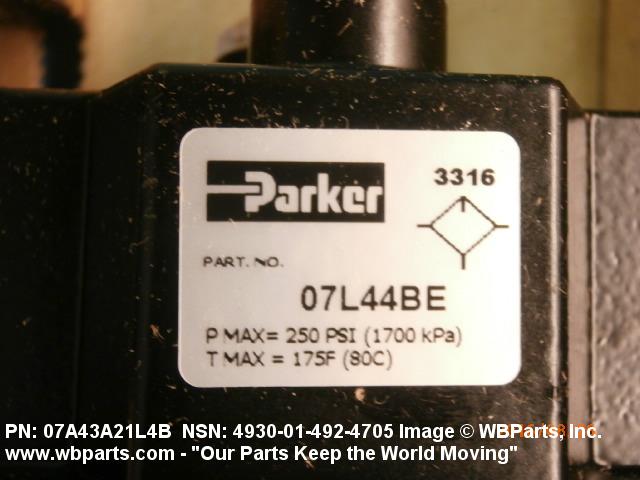 Parker
3316
PART. NO.
07L44BE
P MAX= 250 PSI (1700 kPa)
T MAX = 175F (80C)
PN: 07A43A21L4B NSN: 4930-01-492-4705 Image © WBParts, Inc.
www.wbparts.com - "Our Parts Keep the World Moving"